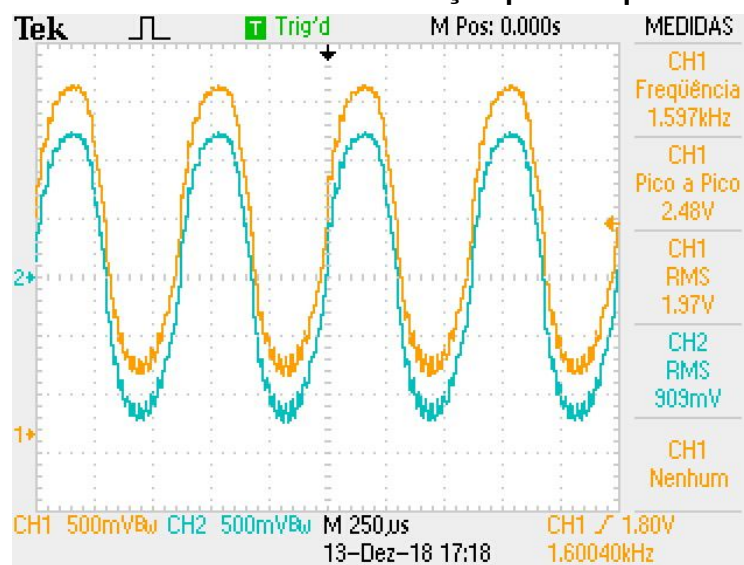 Tek T Trig'd M Pos: 0.000s MEDIDAS
CH1
Freqüência
1.597kHz
CH1
Pico a Pico
2.48V
CH1
RMS
1.97V
CH2
RMS
909mV
CH1
Nenhum
2
1
CH1 500mVBw CH2 500mVBw M 250µs CH1 1.80V
13-Dez-18 17:18 1.60040kHz